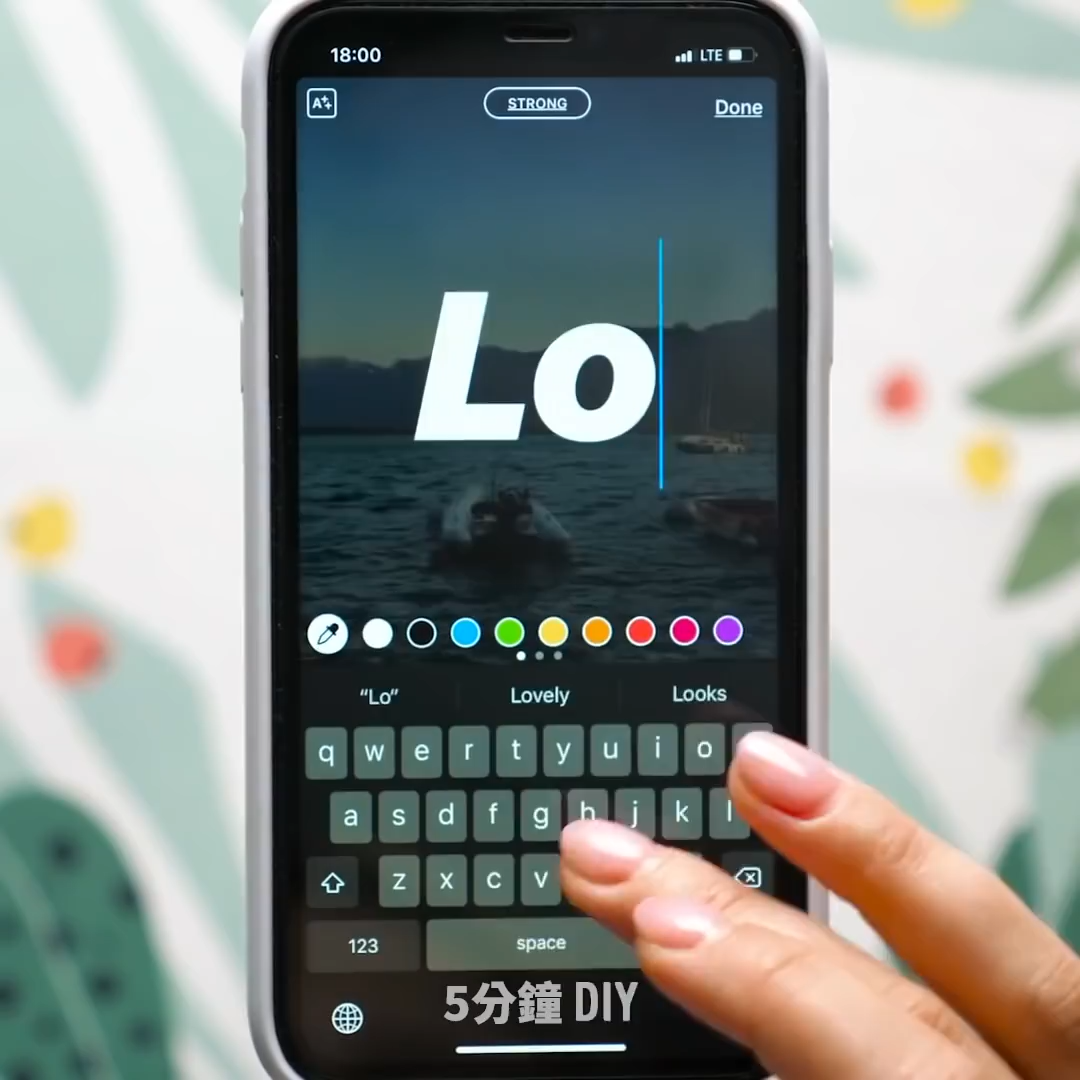 18:00 LTE
A
STRONG
Done
Lo
“Lo” Lovely Looks
q w e r t y u i o
a s d f g h j k l
z x c v
123 space
5分鐘 DIY